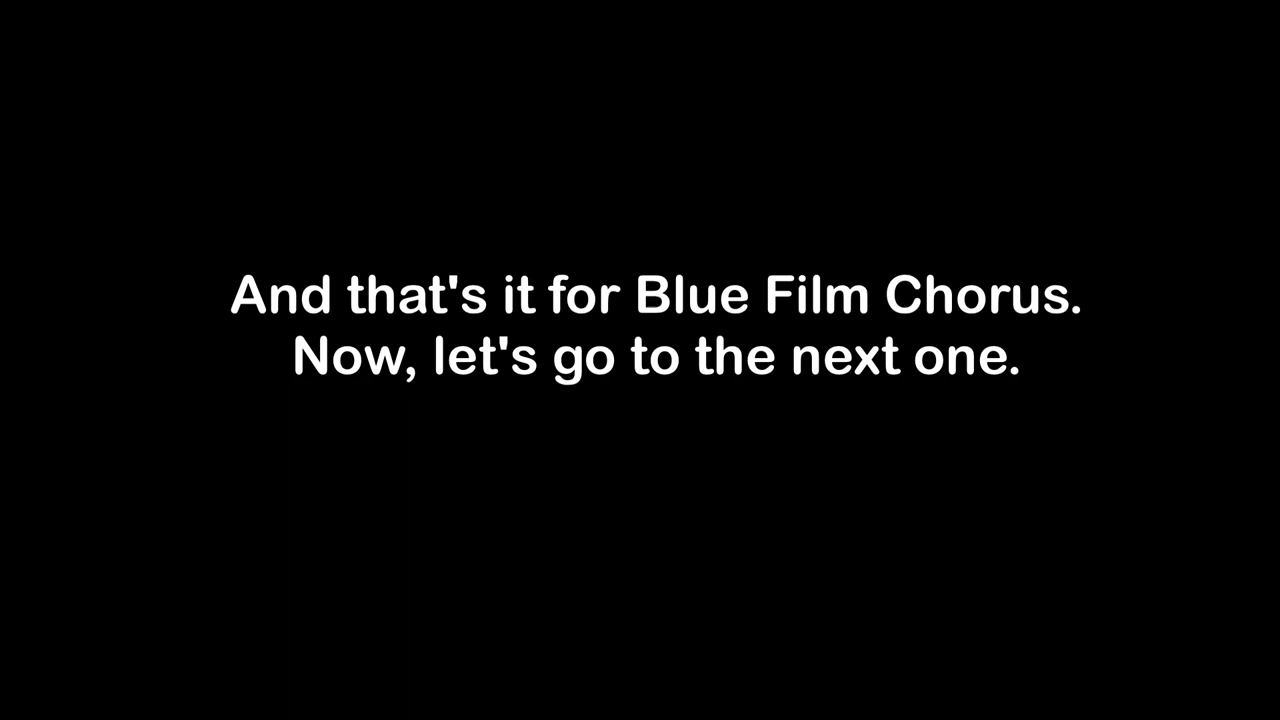 And that's it for Blue Film Chorus.
Now, let's go to the next one.